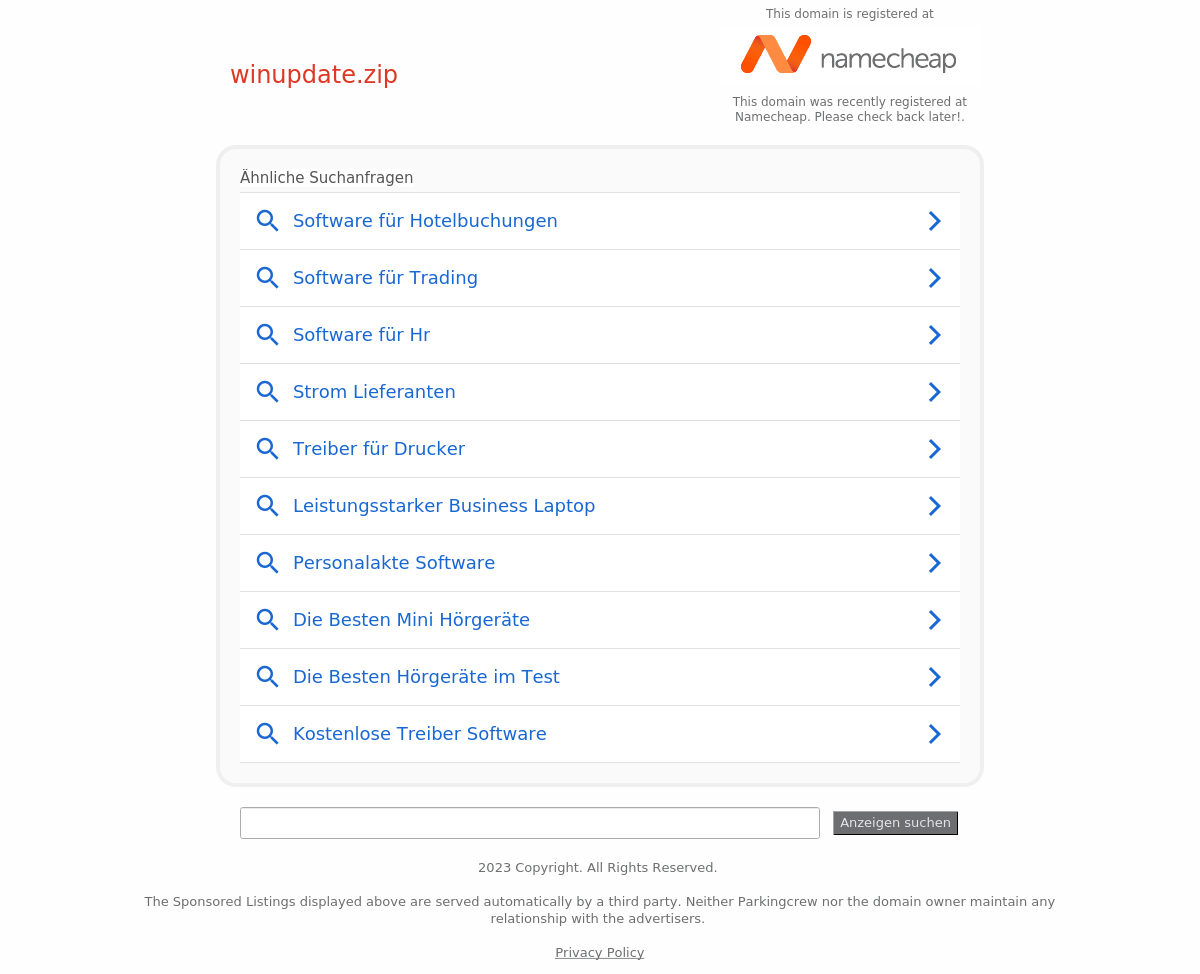 This domain is registered at
namecheap
winupdate.zip
This domain was recently registered at
Namecheap. Please check back later!.
Ähnliche Suchanfragen
Software für Hotelbuchungen
Software für Trading
Software für Hr
Strom Lieferanten
Treiber für Drucker
Leistungsstarker Business Laptop
Personalakte Software
Die Besten Mini Hörgeräte
Die Besten Hörgeräte im Test
Kostenlose Treiber Software
Anzeigen suchen
2023 Copyright. All Rights Reserved.
The Sponsored Listings displayed above are served automatically by a third party. Neither Parkingcrew nor the domain owner maintain any
relationship with the advertisers.
Privacy Policy